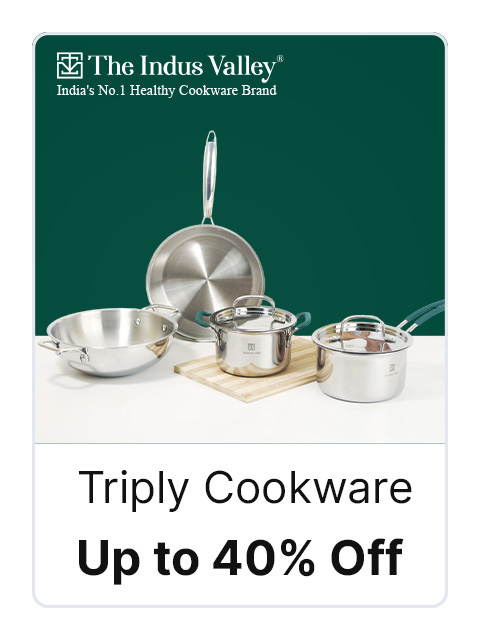 The Indus Valley®
India's No.1 Healthy Cookware Brand
Triply Cookware
Up to 40% Off